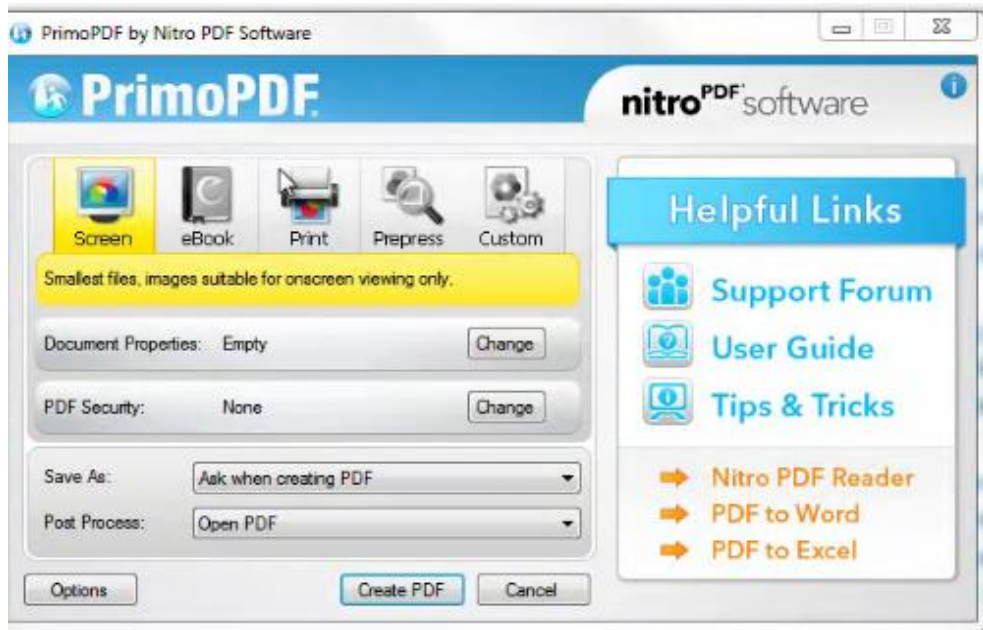 PrimoPDF by Nitro PDF Software
PrimoPDF
nitroPDF software
Screen eBook Print Prepress Custom
Smallest files, images suitable for onscreen viewing only.
Document Properties: Empty Change
PDF Security: None Change
Save As: Ask when creating PDF
Post Process: Open PDF
Options Create PDF Cancel
Helpful Links
Support Forum
User Guide
Tips & Tricks
Nitro PDF Reader
PDF to Word
PDF to Excel